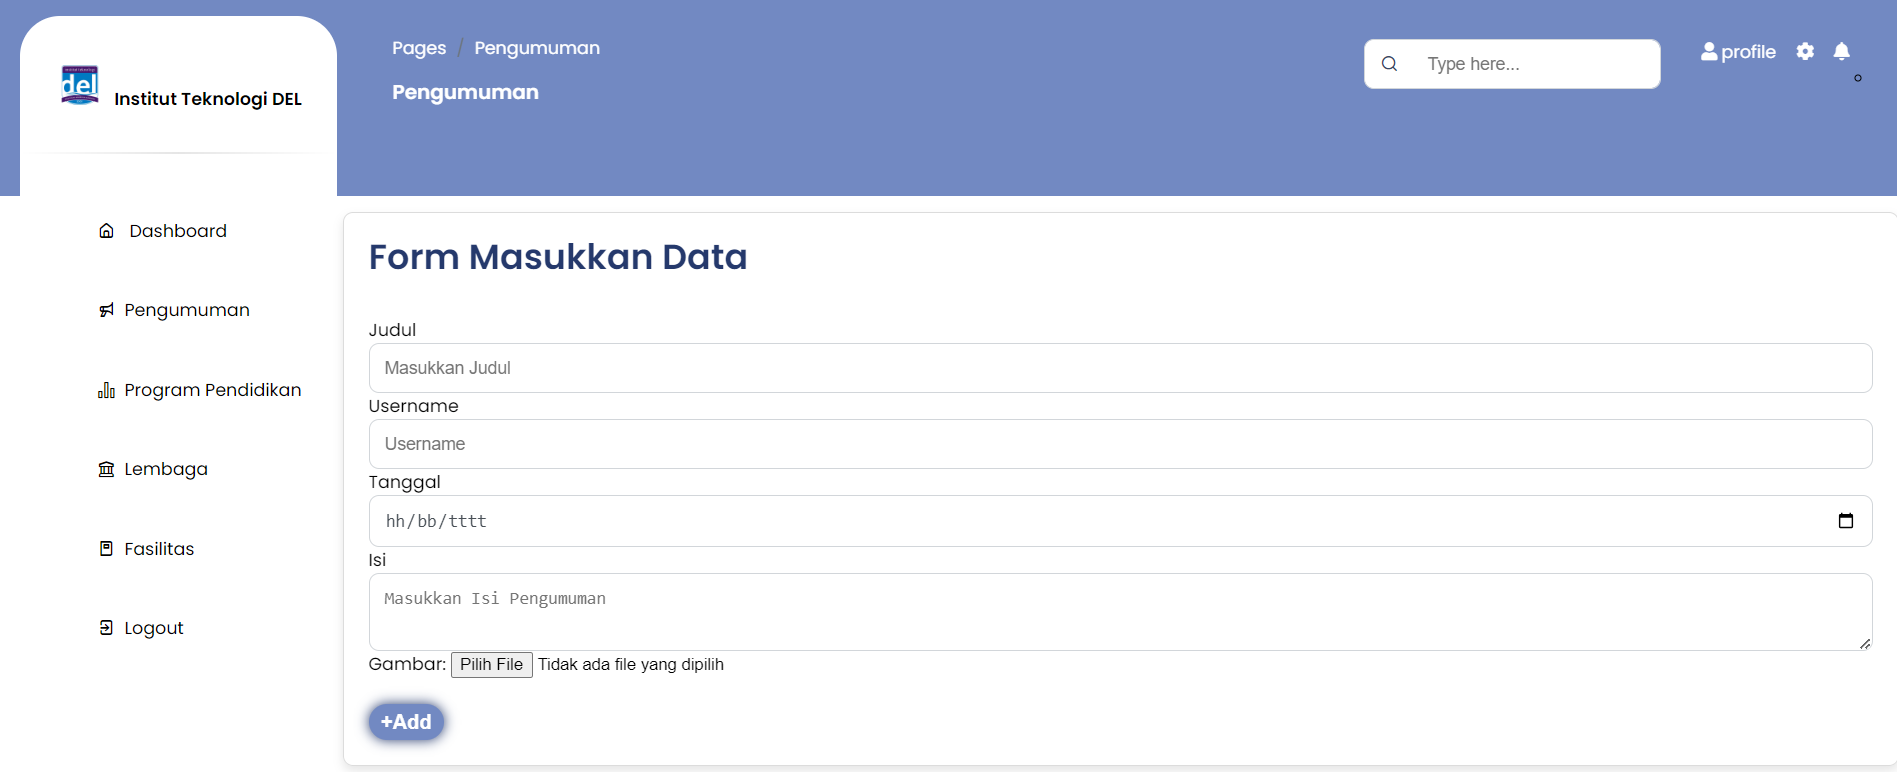 del
Institut Teknologi DEL
Pages / Pengumuman
Pengumuman
Type here...
profile
Dashboard
Pengumuman
Program Pendidikan
Lembaga
Fasilitas
Logout
Form Masukkan Data
Judul
Masukkan Judul
Username
Username
Tanggal
hh/bb/tttt
Isi
Masukkan Isi Pengumuman
Gambar: Pilih File Tidak ada file yang dipilih
+Add